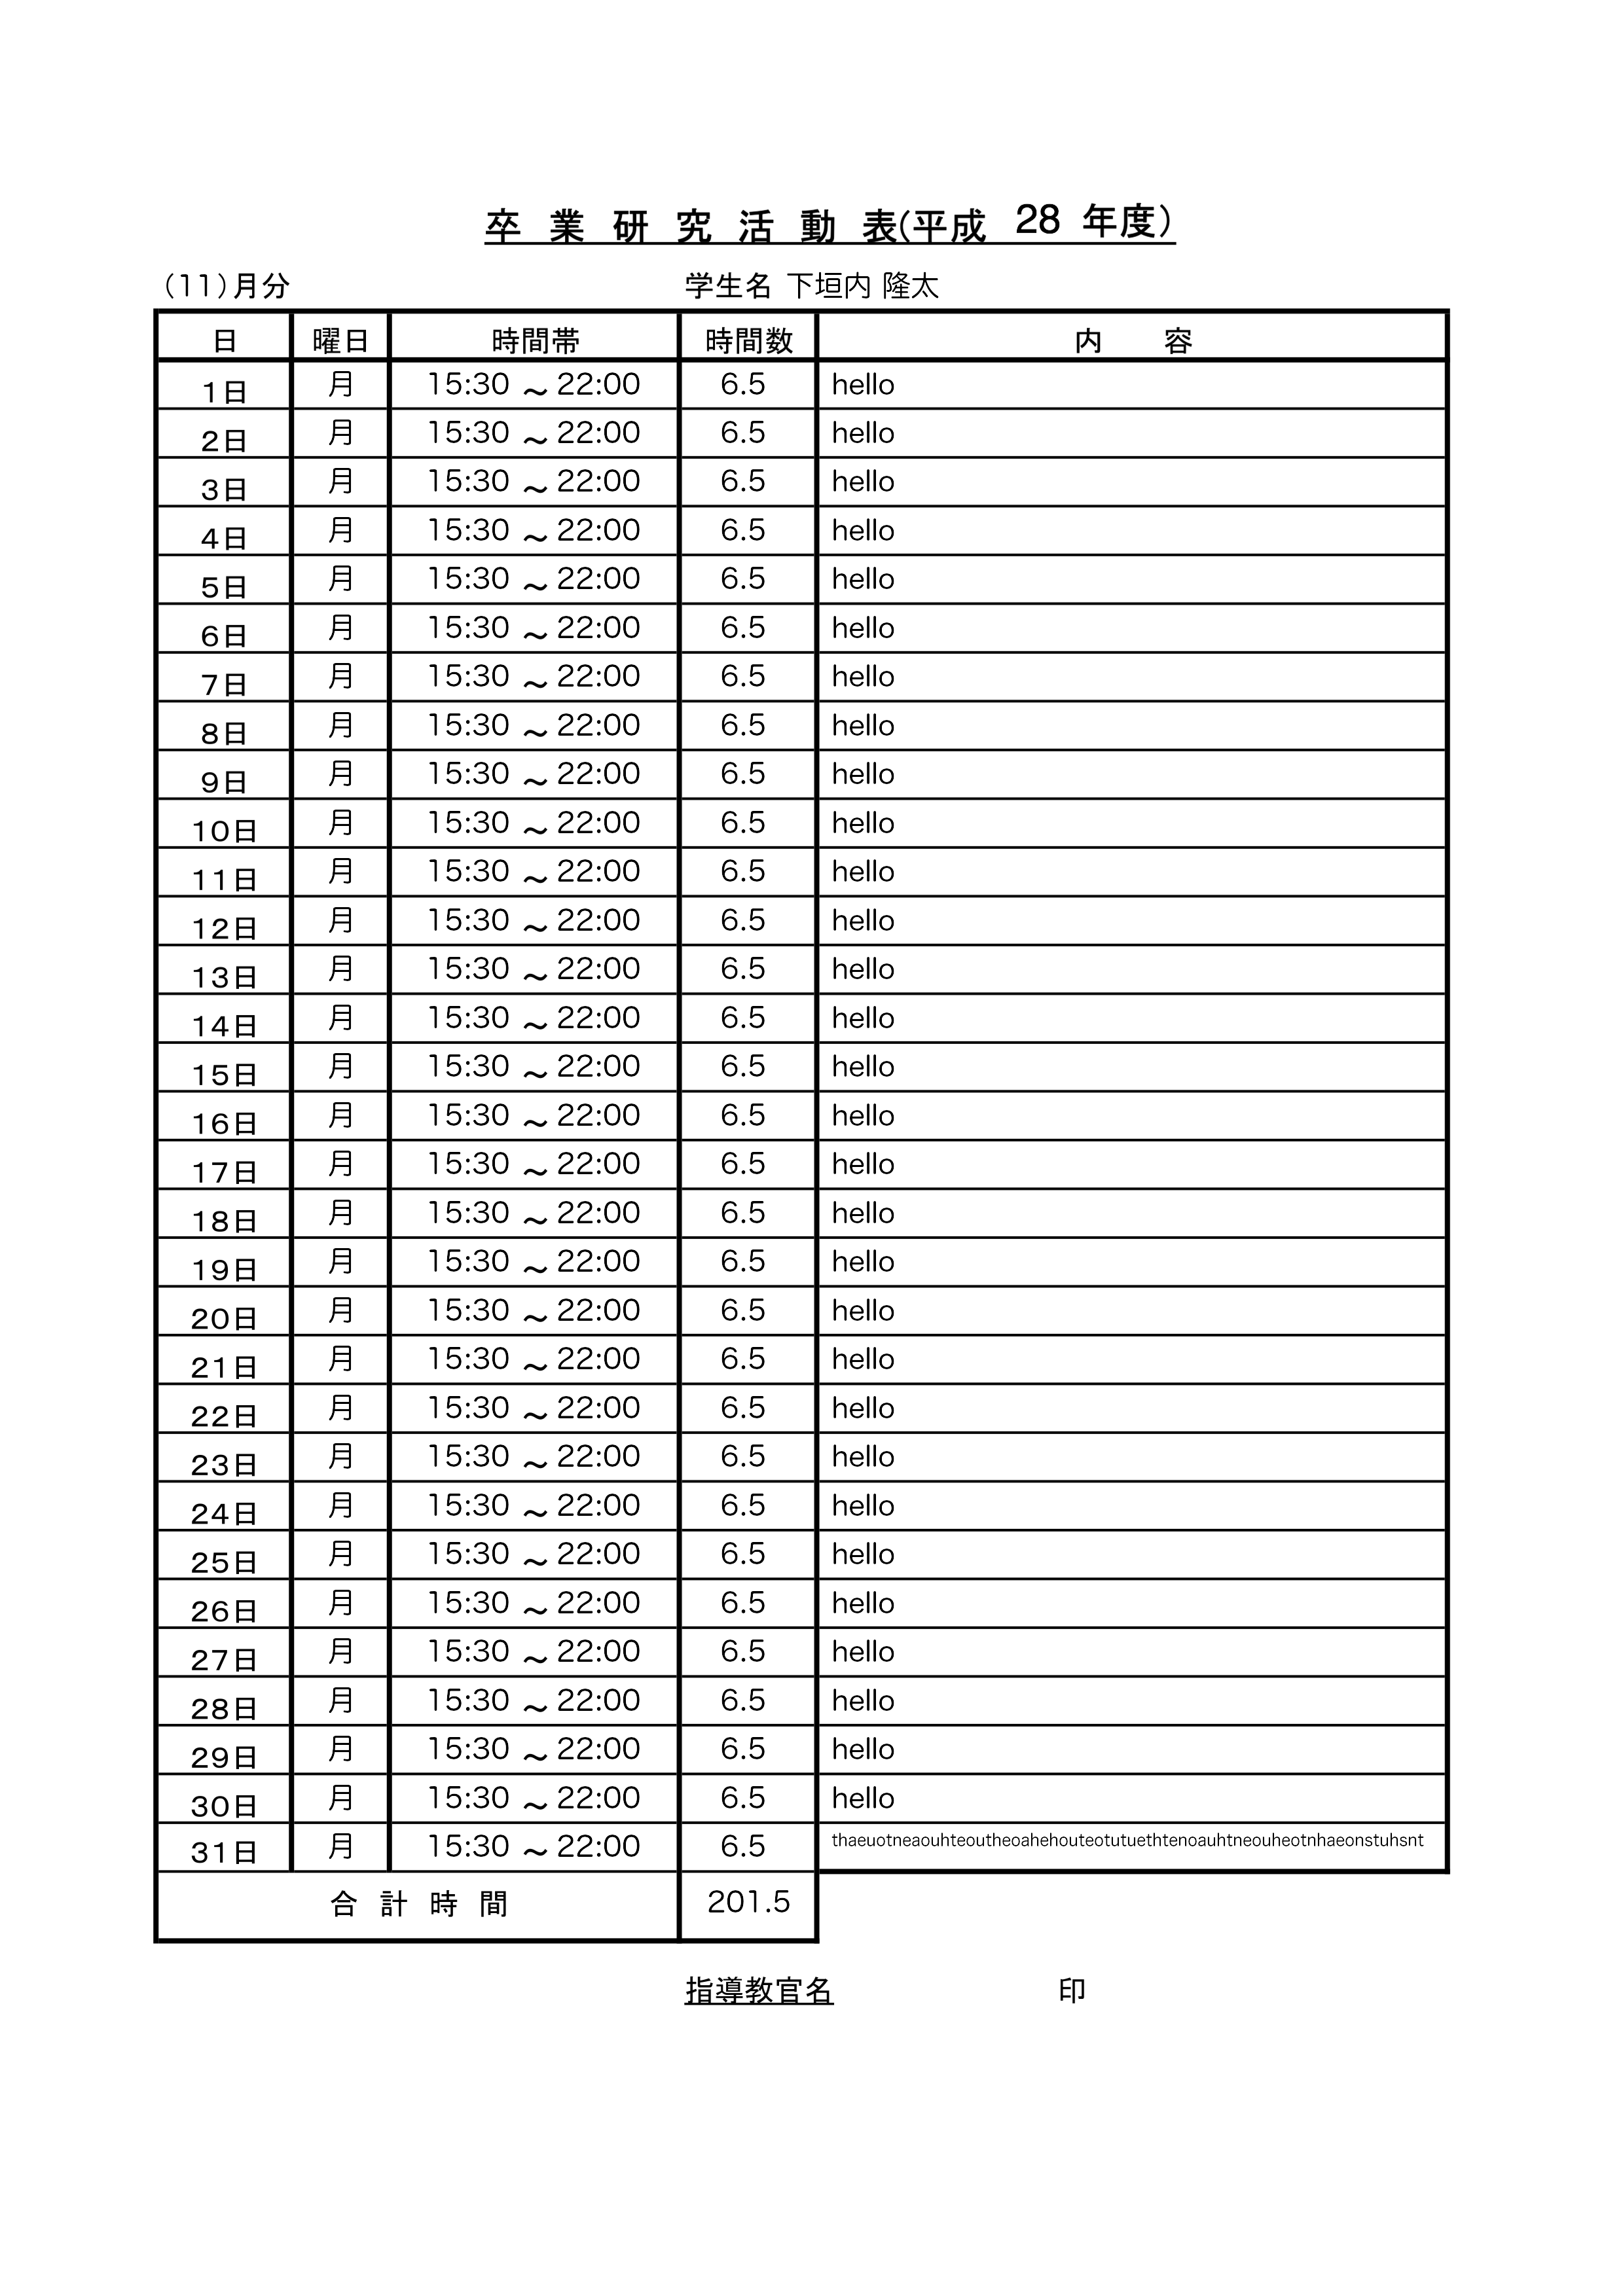 卒業研究活動表(平成 28 年度)
(11)月分 学生名 下垣内 隆太
日 曜日 時間帯 時間数 内容
1日 月 15:30 ～ 22:00 6.5 hello
2日 月 15:30 ～ 22:00 6.5 hello
3日 月 15:30 ～ 22:00 6.5 hello
4日 月 15:30 ～ 22:00 6.5 hello
5日 月 15:30 ～ 22:00 6.5 hello
6日 月 15:30 ～ 22:00 6.5 hello
7日 月 15:30 ～ 22:00 6.5 hello
8日 月 15:30 ～ 22:00 6.5 hello
9日 月 15:30 ～ 22:00 6.5 hello
10日 月 15:30 ～ 22:00 6.5 hello
11日 月 15:30 ～ 22:00 6.5 hello
12日 月 15:30 ～ 22:00 6.5 hello
13日 月 15:30 ～ 22:00 6.5 hello
14日 月 15:30 ～ 22:00 6.5 hello
15日 月 15:30 ～ 22:00 6.5 hello
16日 月 15:30 ～ 22:00 6.5 hello
17日 月 15:30 ～ 22:00 6.5 hello
18日 月 15:30 ～ 22:00 6.5 hello
19日 月 15:30 ～ 22:00 6.5 hello
20日 月 15:30 ～ 22:00 6.5 hello
21日 月 15:30 ～ 22:00 6.5 hello
22日 月 15:30 ～ 22:00 6.5 hello
23日 月 15:30 ～ 22:00 6.5 hello
24日 月 15:30 ～ 22:00 6.5 hello
25日 月 15:30 ～ 22:00 6.5 hello
26日 月 15:30 ～ 22:00 6.5 hello
27日 月 15:30 ～ 22:00 6.5 hello
28日 月 15:30 ～ 22:00 6.5 hello
29日 月 15:30 ～ 22:00 6.5 hello
30日 月 15:30 ～ 22:00 6.5 hello
31日 月 15:30 ～ 22:00 6.5 thaeuotneaouhteoutheoahehouteotutuethtenoauhtneouheotnhaeonstuhsnt
合計時間 201.5
指導教官名 印